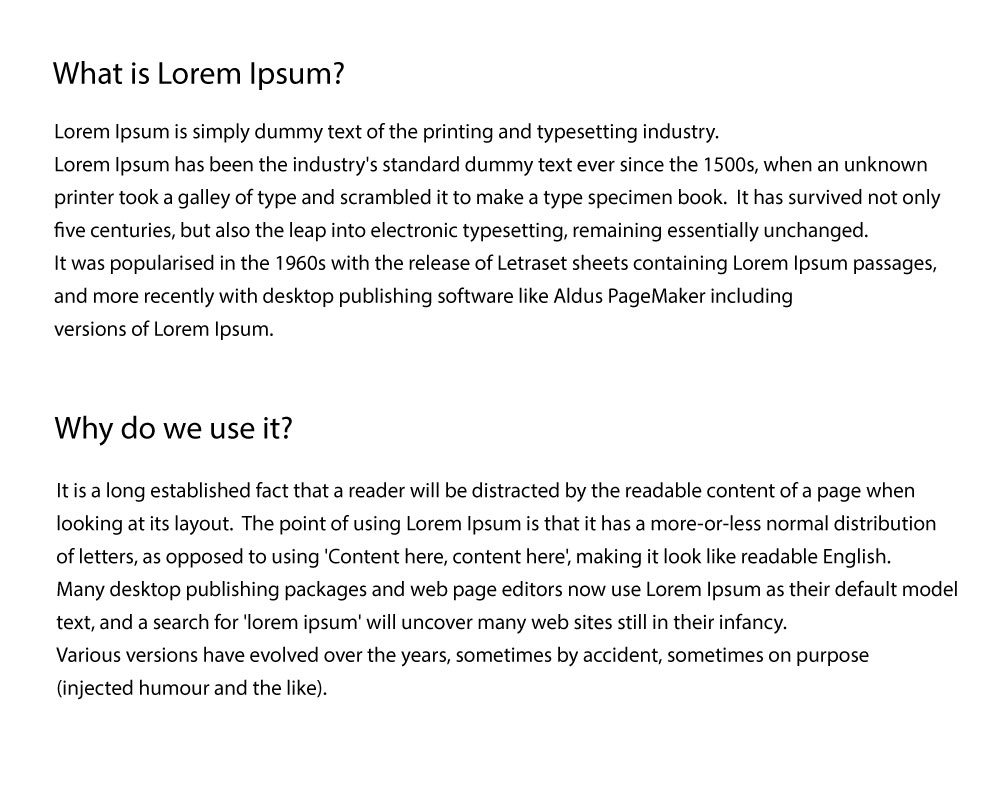 What is Lorem Ipsum?
Lorem Ipsum is simply dummy text of the printing and typesetting industry.
Lorem Ipsum has been the industry's standard dummy text ever since the 1500s, when an unknown
printer took a galley of type and scrambled it to make a type specimen book.  It has survived not only
five centuries, but also the leap into electronic typesetting, remaining essentially unchanged.
It was popularised in the 1960s with the release of Letraset sheets containing Lorem Ipsum passages,
and more recently with desktop publishing software like Aldus PageMaker including
versions of Lorem Ipsum.
Why do we use it?
It is a long established fact that a reader will be distracted by the readable content of a page when
looking at its layout.  The point of using Lorem Ipsum is that it has a more-or-less normal distribution
of letters, as opposed to using 'Content here, content here', making it look like readable English.
Many desktop publishing packages and web page editors now use Lorem Ipsum as their default model
text, and a search for 'lorem ipsum' will uncover many web sites still in their infancy.
Various versions have evolved over the years, sometimes by accident, sometimes on purpose
(injected humour and the like).